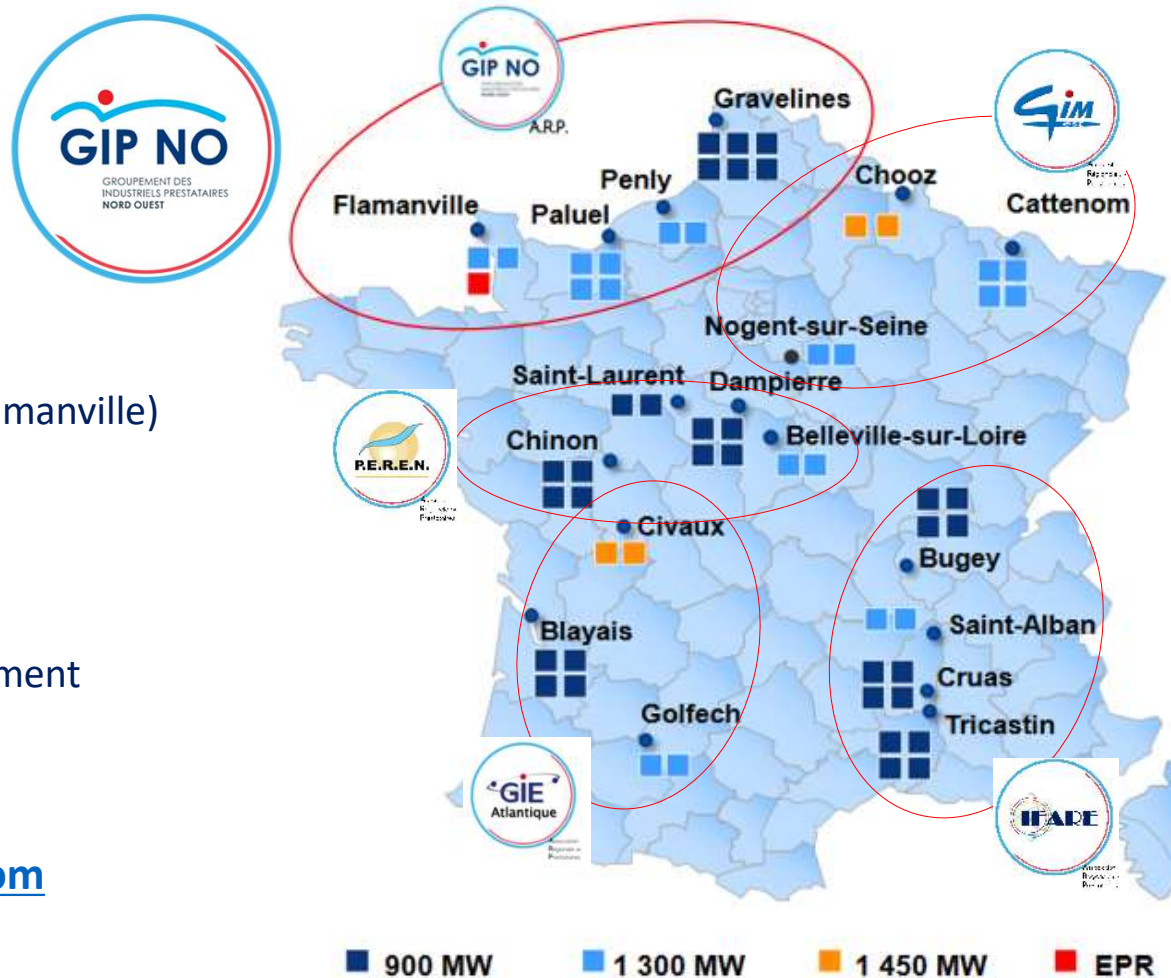 GIP NO
GROUPEMENT DES
INDUSTRIELS PRESTATAIRES
NORD OUEST
GIP NO
A.R.P.
Gravelines
GIM
Chooz
Cattenom
Penly
Flamanville
Paluel
Nogent-sur-Seine
Saint-Laurent
Dampierre
amanville)
P.E.R.E.N.
Chinon
Belleville-sur-Loire
Civaux
Bugey
Blayais
Saint-Alban
ment
Cruas
Golfech
Tricastin
GIE
Atlantique
IFARE
om
900 MW
1 300 MW
1 450 MW
EPR